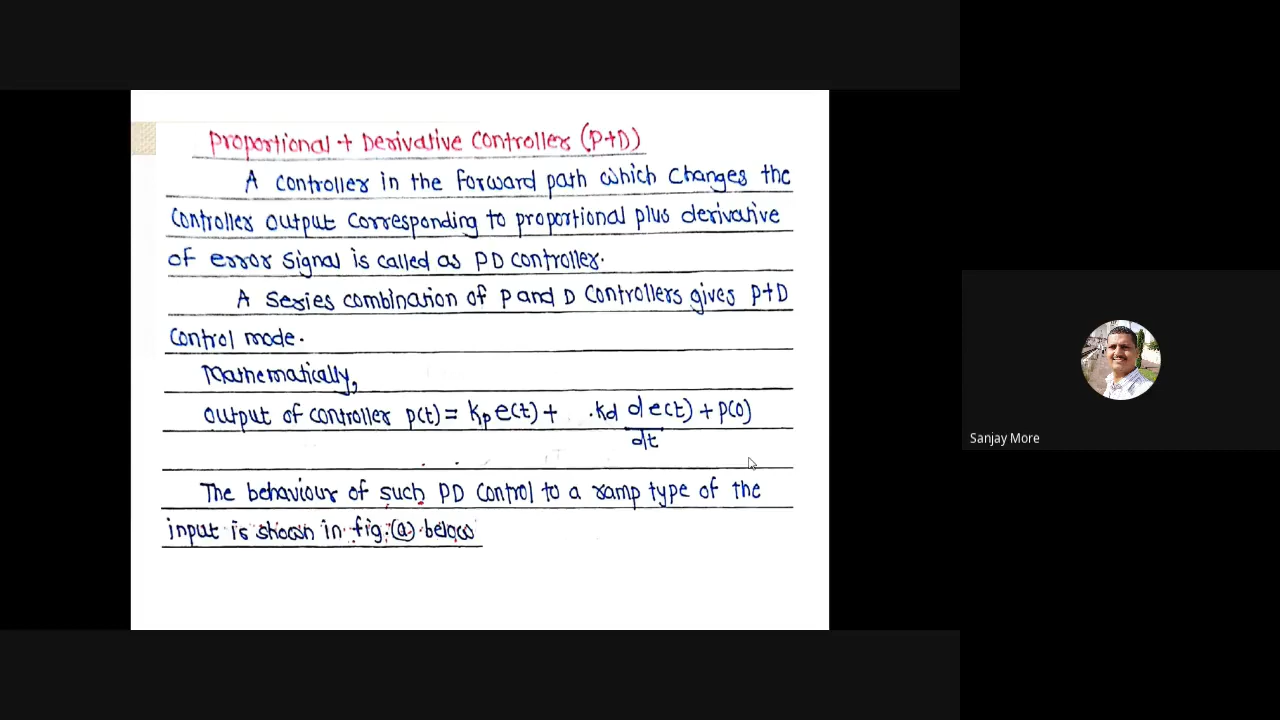 Proportional + Derivative Controllers (P+D)
A controller in the forward path which changes the
controller output corresponding to proportional plus derivative
of error signal is called as PD controller.
A series combination of P and D controllers gives P+D
control mode.
Mathematically,
output of controller p(t) = Kp e(t) + .Kd de(t)/dt + p(0)
The behaviour of such PD control to a ramp type of the
input is shown in fig.(a) below
Sanjay More